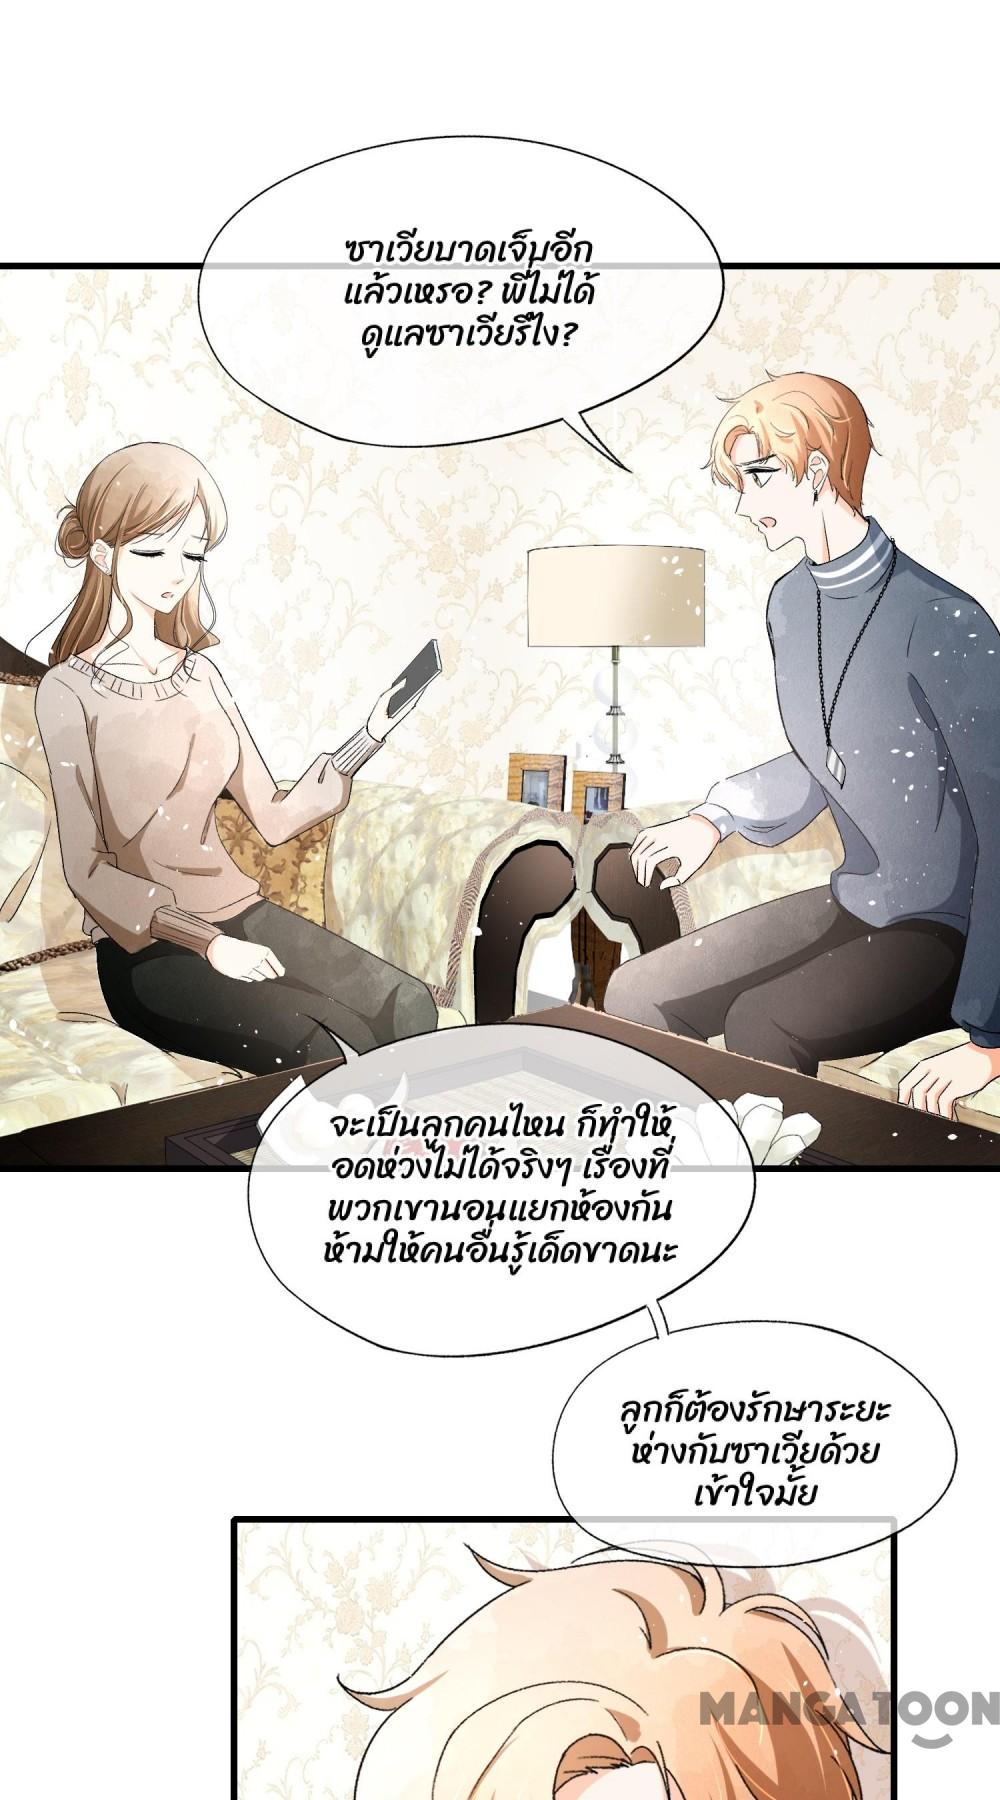 ซาเวียบาดเจ็บอีก
แล้วเหรอ? พี่ไม่ได้
ดูแลซาเวียรึไง?
จะเป็นลูกคนไหน ก็ทำให้
อดห่วงไม่ได้จริงๆ เรื่องที่
พวกเขานอนแยกห้องกัน
ห้ามให้คนอื่นรู้เด็ดขาดนะ
ลูกก็ต้องรักษาระยะ
ห่างกับซาเวียด้วย
เข้าใจมั้ย
MANGATOON